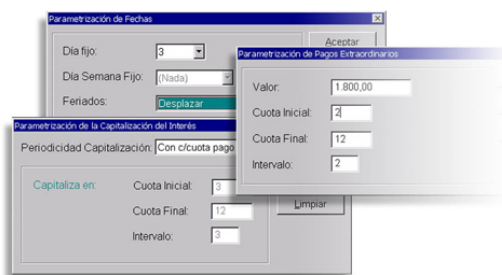 Parametrización de Fechas
Día fijo: 3
Aceptar
Día Semana Fijo: (Nada)
Feriados: Desplazar
Parametrización de Pagos Extraordinarios
Valor: 1.800,00
Cuota Inicial: 2
Cuota Final: 12
Intervalo: 2
Parametrización de la Capitalización del Interés
Periodicidad Capitalización: Con c/cuota pago
Capitaliza en: Cuota Inicial: 3
Cuota Final: 12
Intervalo: 3
Limpiar